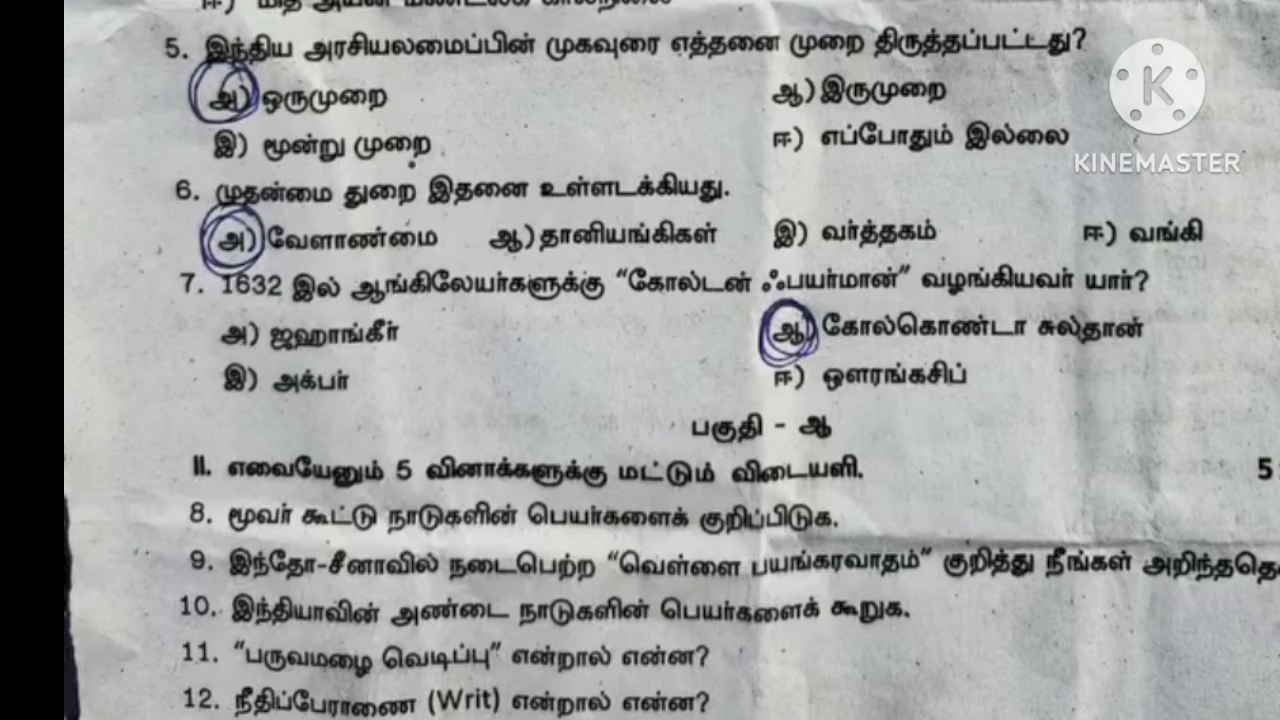 ஈ) மித அயன மண்டலக் காலநிலை
5. இந்திய அரசியலமைப்பின் முகவுரை எத்தனை முறை திருத்தப்பட்டது?
அ) ஒருமுறை ஆ) இருமுறை
இ) மூன்று முறை ஈ) எப்போதும் இல்லை
KINEMASTER
6. முதன்மை துறை இதனை உள்ளடக்கியது.
அ) வேளாண்மை ஆ) தானியங்கிகள் இ) வர்த்தகம் ஈ) வங்கி
7. 1632 இல் ஆங்கிலேயர்களுக்கு “கோல்டன் ஃபயர்மான்” வழங்கியவர் யார்?
அ) ஜஹாங்கீர் ஆ) கோல்கொண்டா சுல்தான்
இ) அக்பர் ஈ) ஔரங்கசிப்
பகுதி - ஆ
II. எவையேனும் 5 வினாக்களுக்கு மட்டும் விடையளி. 5
8. மூவர் கூட்டு நாடுகளின் பெயர்களைக் குறிப்பிடுக.
9. இந்தோ-சீனாவில் நடைபெற்ற “வெள்ளை பயங்கரவாதம்” குறித்து நீங்கள்
10. இந்தியாவின் அண்டை நாடுகளின் பெயர்களைக் கூறுக.
11. “பருவமழை வெடிப்பு” என்றால் என்ன?
12. நீதிப்பேராணை (Writ) என்றால் என்ன?